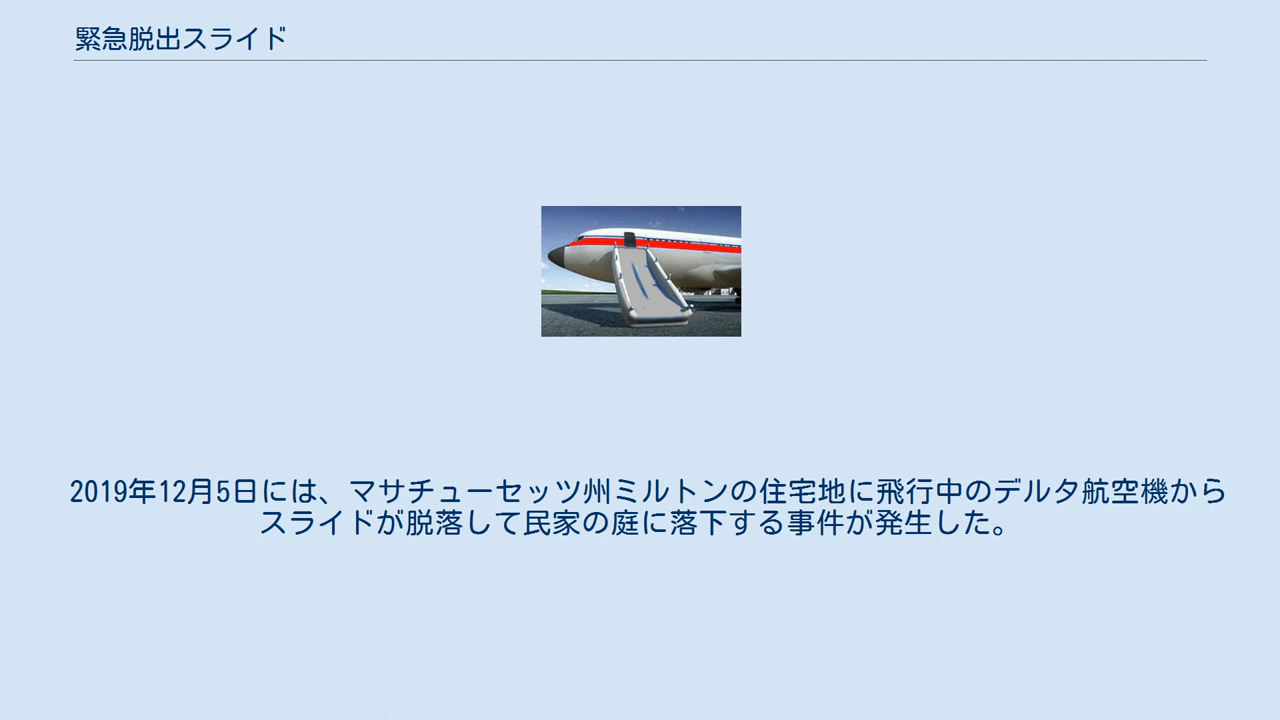 緊急脱出スライド
2019年12月5日には、マサチューセッツ州ミルトンの住宅地に飛行中のデルタ航空機から
スライドが脱落して民家の庭に落下する事件が発生した。